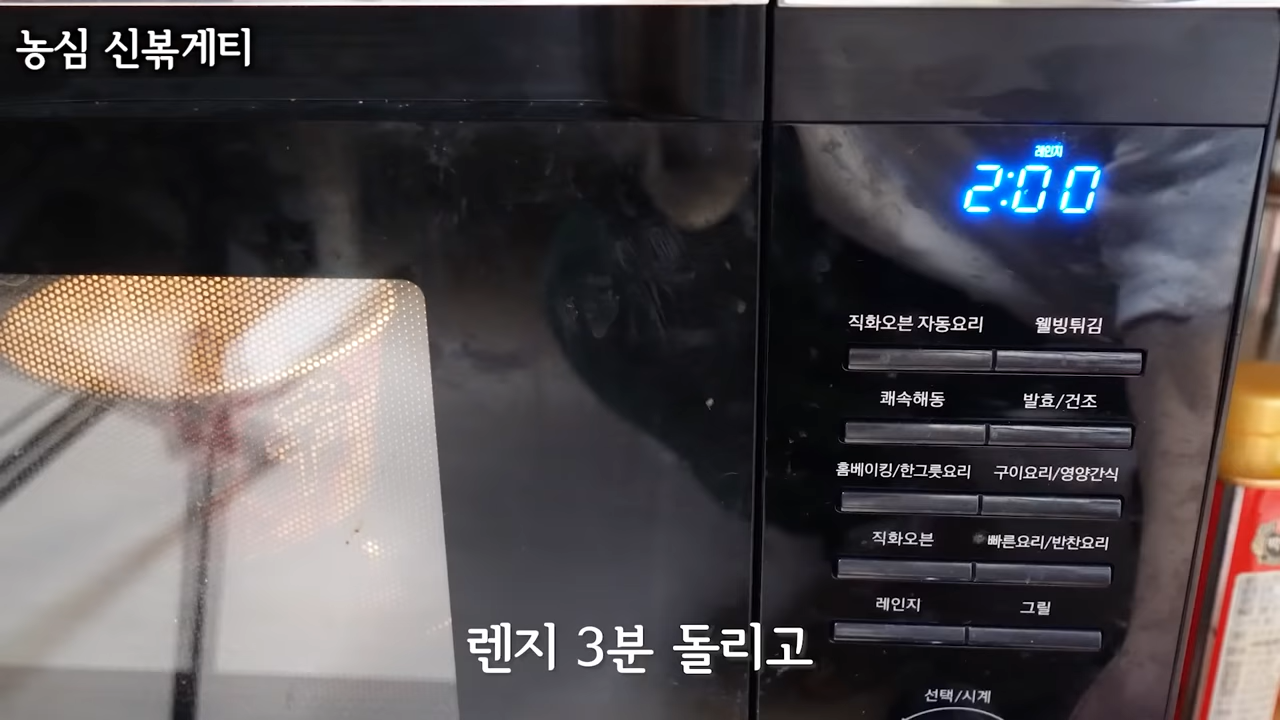 농심 신볶게티
레인지
2:00
직화오븐 자동요리 웰빙튀김
쾌속해동 발효/건조
홈베이킹/한그릇요리 구이요리/영양간식
직화오븐 빠른요리/반찬요리
레인지 그릴
렌지 3분 돌리고
선택/시계